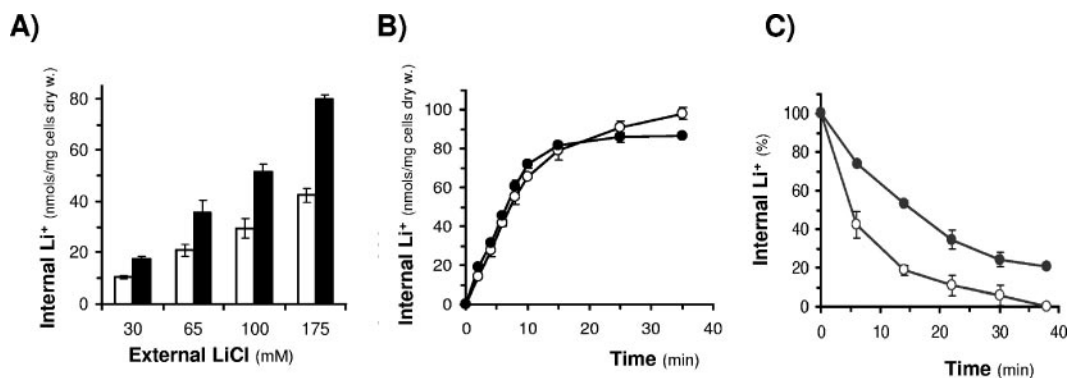 A)
Internal Li⁺ (nmols/mg cells dry w.)
80
60
40
20
0
30 65 100 175
External LiCl (mM)
B)
Internal Li⁺ (nmols/mg cells dry w.)
100
80
60
40
20
0
0 10 20 30 40
Time (min)
C)
Internal Li⁺ (%)
100
80
60
40
20
0
0 10 20 30 40
Time (min)